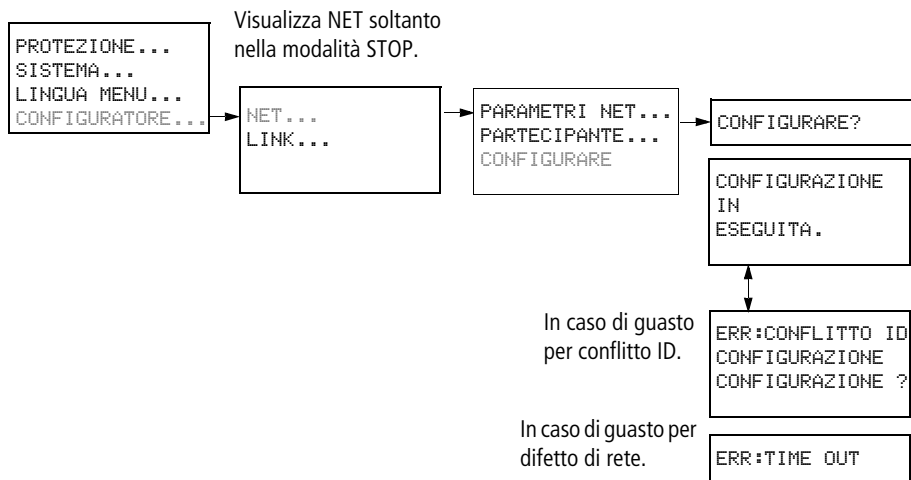 Visualizza NET soltanto
nella modalità STOP.
PROTEZIONE...
SISTEMA...
LINGUA MENU...
CONFIGURATORE...
NET...
LINK...
PARAMETRI NET...
PARTECIPANTE...
CONFIGURARE
CONFIGURARE?
CONFIGURAZIONE
IN
ESEGUITA.
In caso di guasto
per conflitto ID.
ERR:CONFLITTO ID
CONFIGURAZIONE
CONFIGURAZIONE ?
In caso di guasto per
difetto di rete.
ERR:TIME OUT